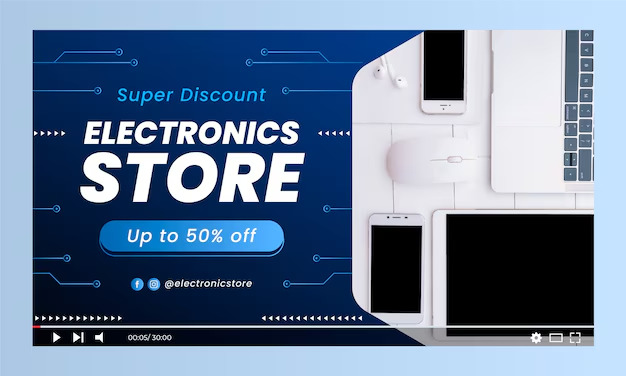 Super Discount
ELECTRONICS
STORE
Up to 50% off
@electronicstore
00:05/30:00